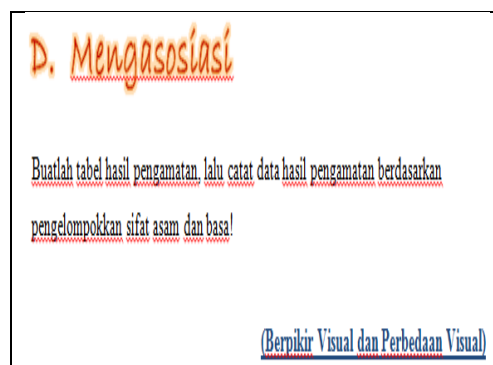 D. Mengasosiasi
Buatlah tabel hasil pengamatan, lalu catat data hasil pengamatan berdasarkan
pengelompokkan sifat asam dan basa!
(Berpikir Visual dan Perbedaan Visual)